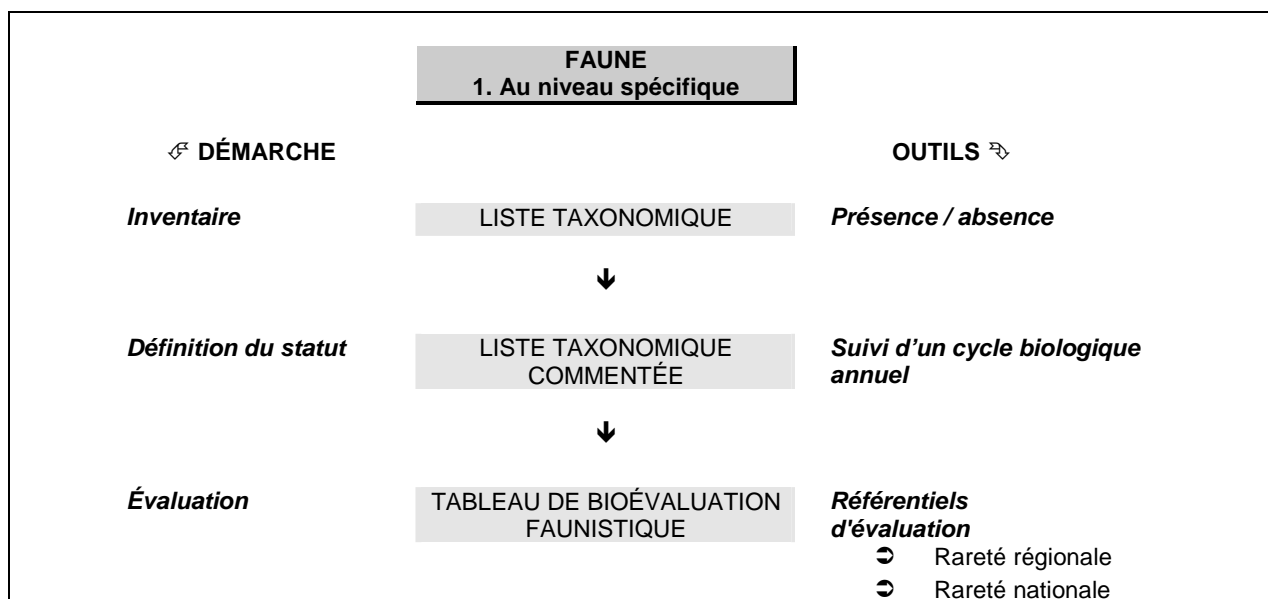 FAUNE
1. Au niveau spécifique
DÉMARCHE
OUTILS
Inventaire
LISTE TAXONOMIQUE
Présence / absence
Définition du statut
LISTE TAXONOMIQUE
COMMENTÉE
Suivi d’un cycle biologique
annuel
Évaluation
TABLEAU DE BIOÉVALUATION
FAUNISTIQUE
Référentiels
d'évaluation
Rareté régionale
Rareté nationale